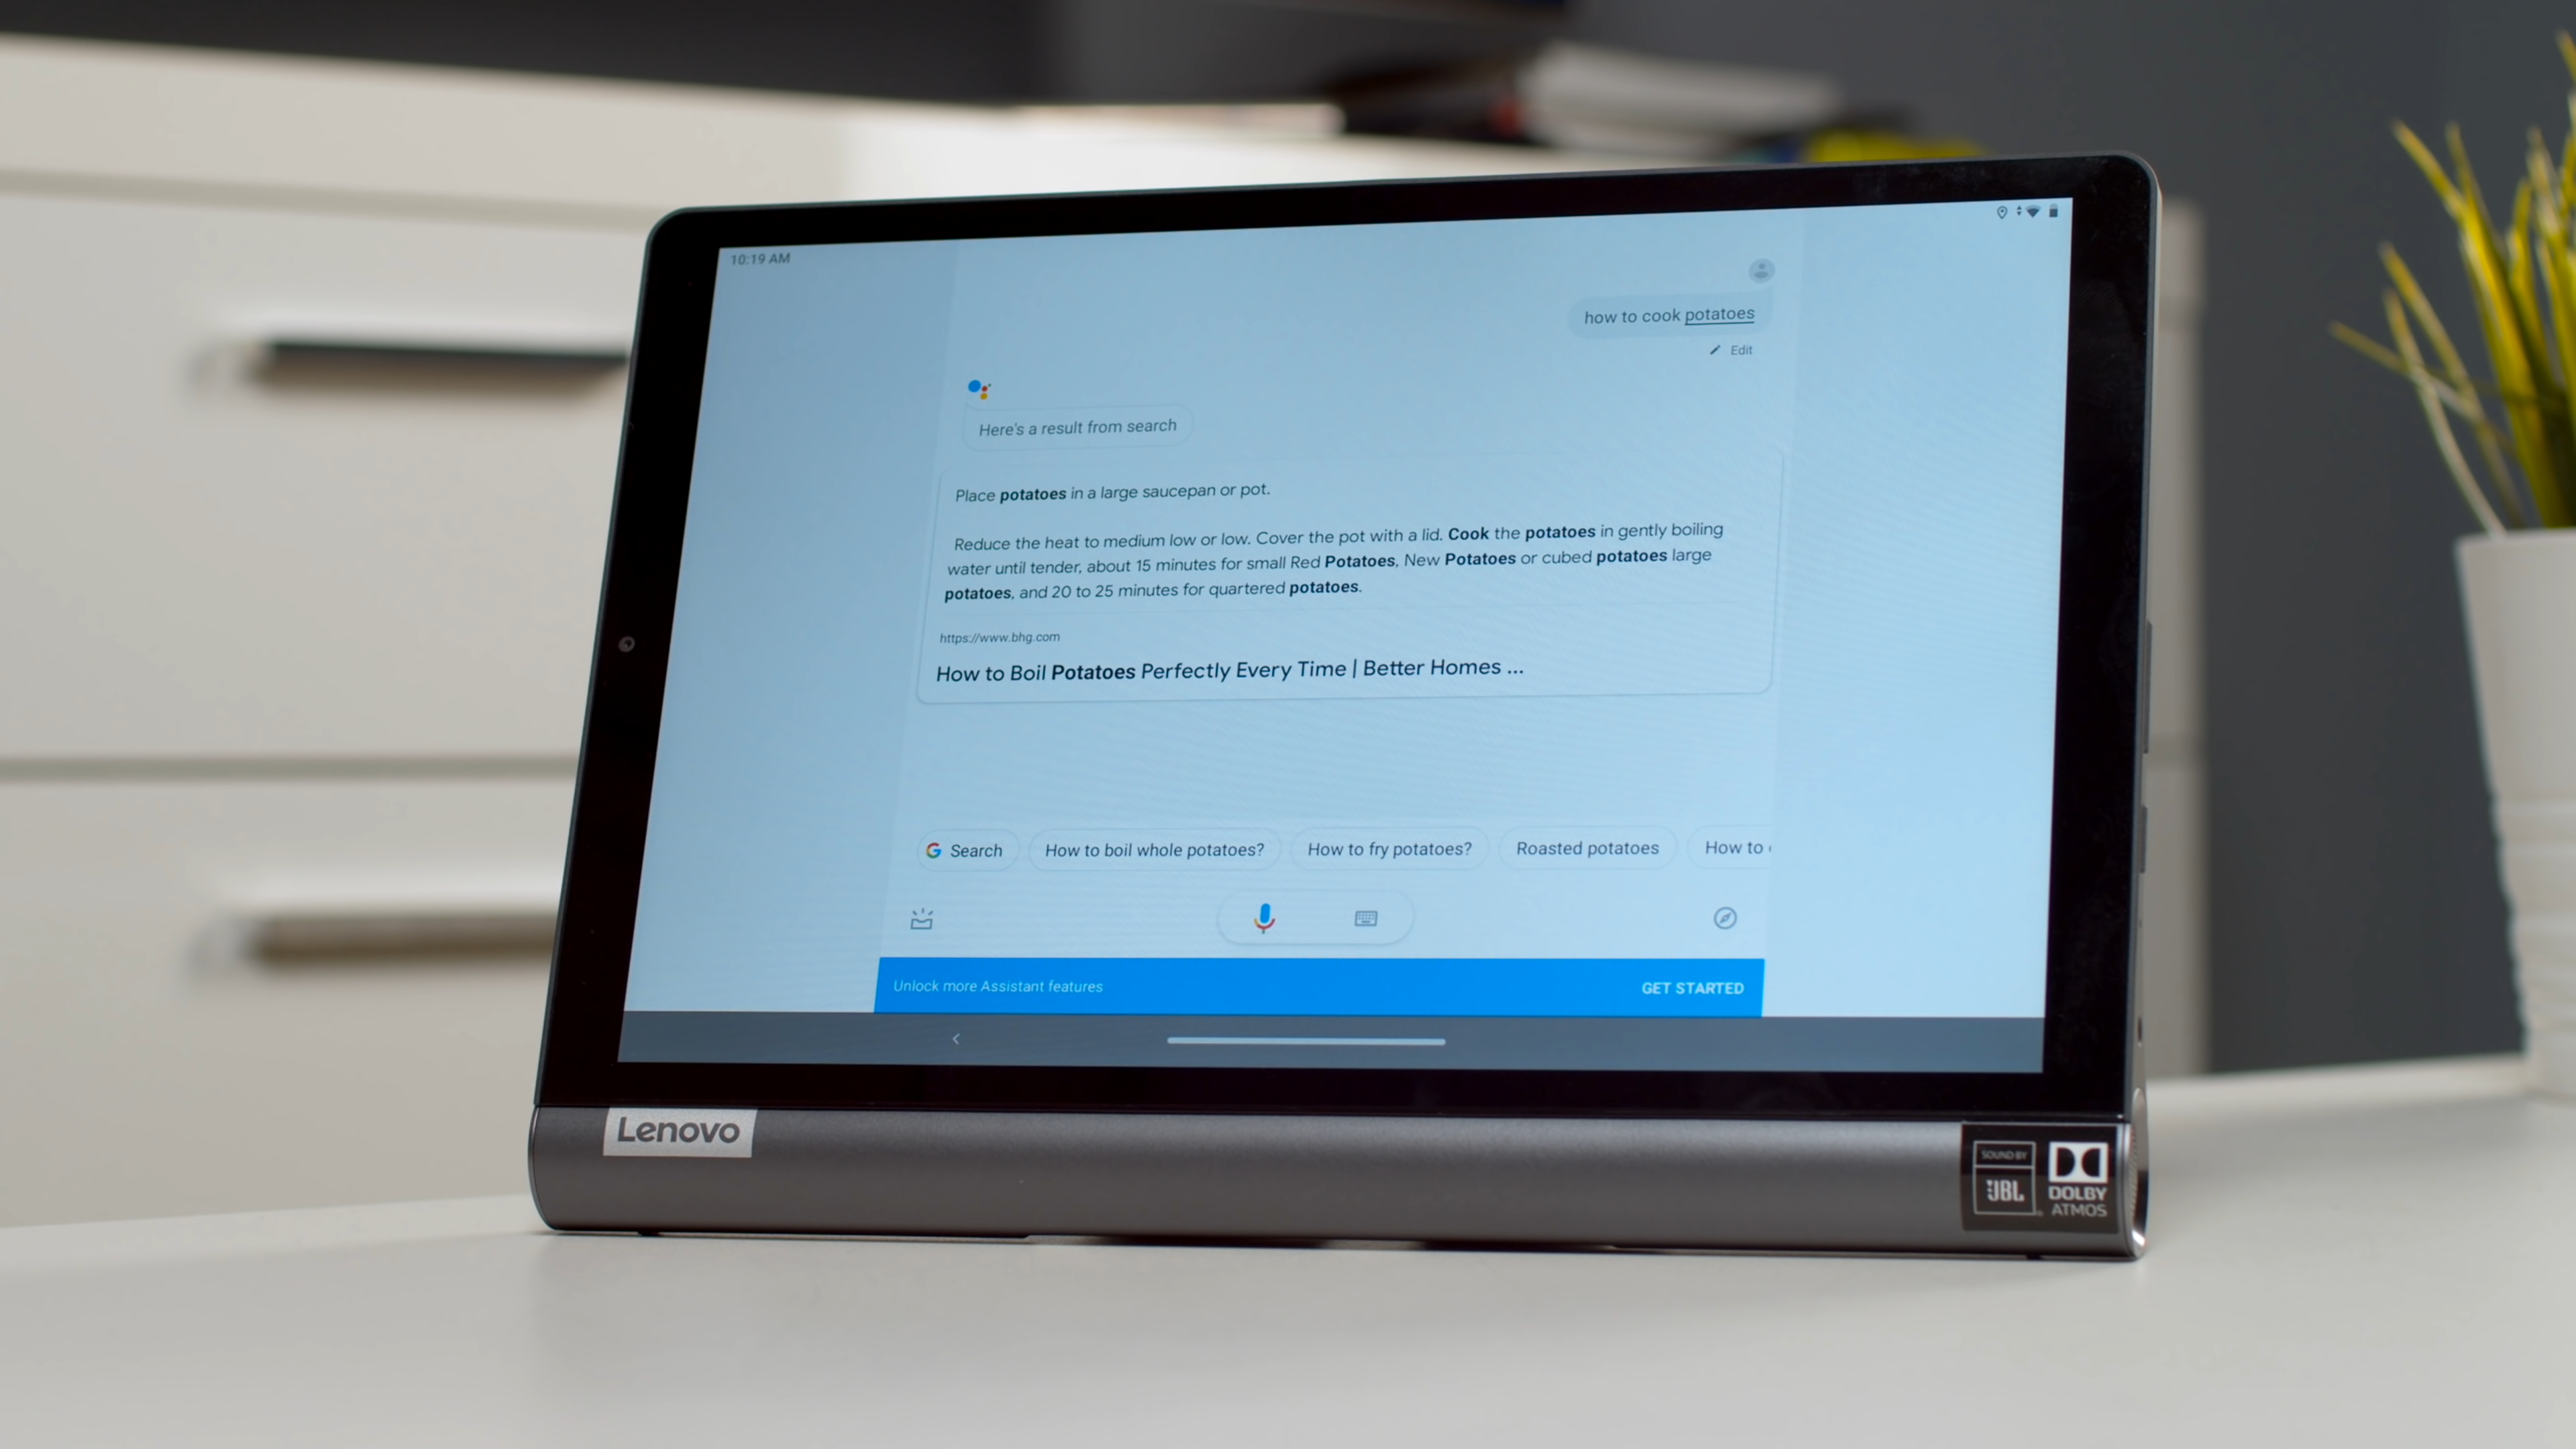 10:19 AM
how to cook potatoes
Edit
Here's a result from search
Place potatoes in a large saucepan or pot.
Reduce the heat to medium low or low. Cover the pot with a lid. Cook the potatoes in gently boiling
water until tender, about 15 minutes for small Red Potatoes, New Potatoes or cubed potatoes large
potatoes, and 20 to 25 minutes for quartered potatoes.
https://www.bhg.com
How to Boil Potatoes Perfectly Every Time | Better Homes ...
G Search
How to boil whole potatoes?
How to fry potatoes?
Roasted potatoes
How to
Unlock more Assistant features
GET STARTED
Lenovo
SOUND BY
JBL
DOLBY
ATMOS